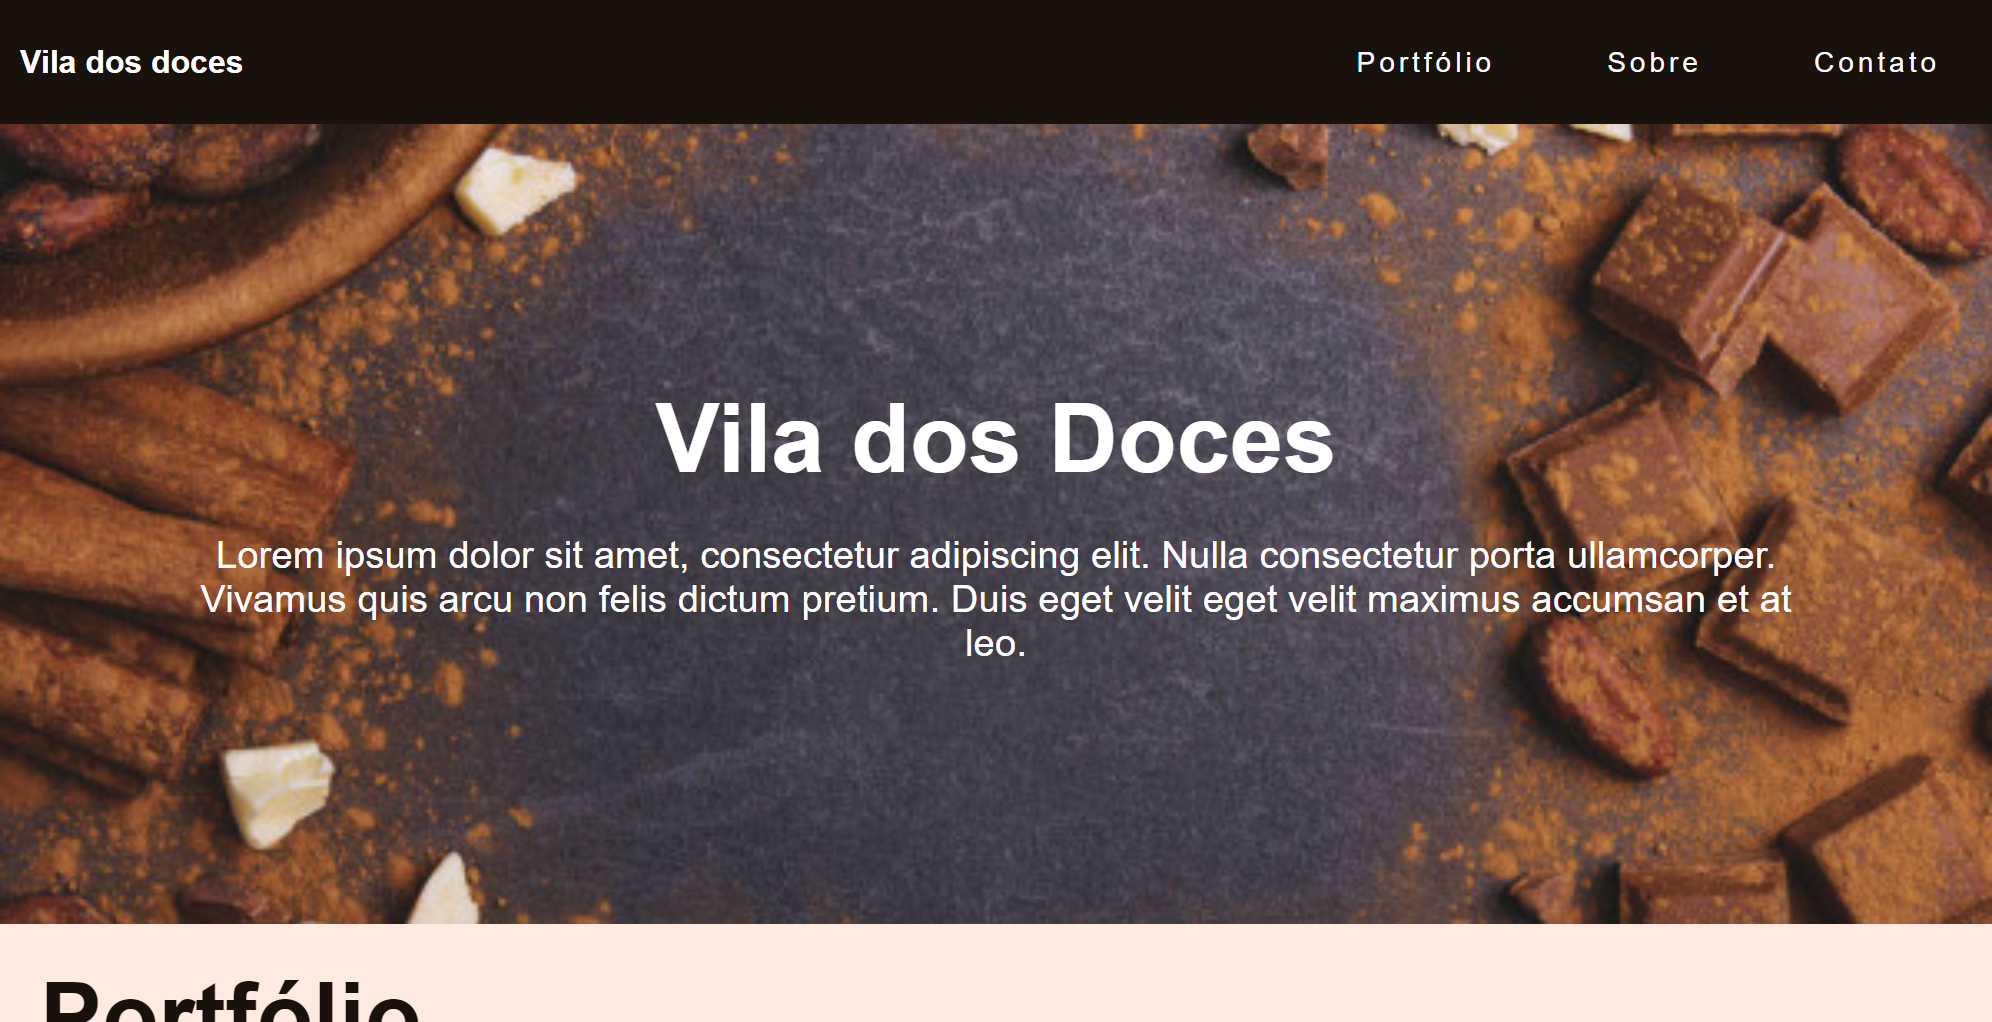 Vila dos doces
Portfólio
Sobre
Contato
Vila dos Doces
Lorem ipsum dolor sit amet, consectetur adipiscing elit. Nulla consectetur porta ullamcorper.
Vivamus quis arcu non felis dictum pretium. Duis eget velit eget velit maximus accumsan et at
leo.
Portfólio